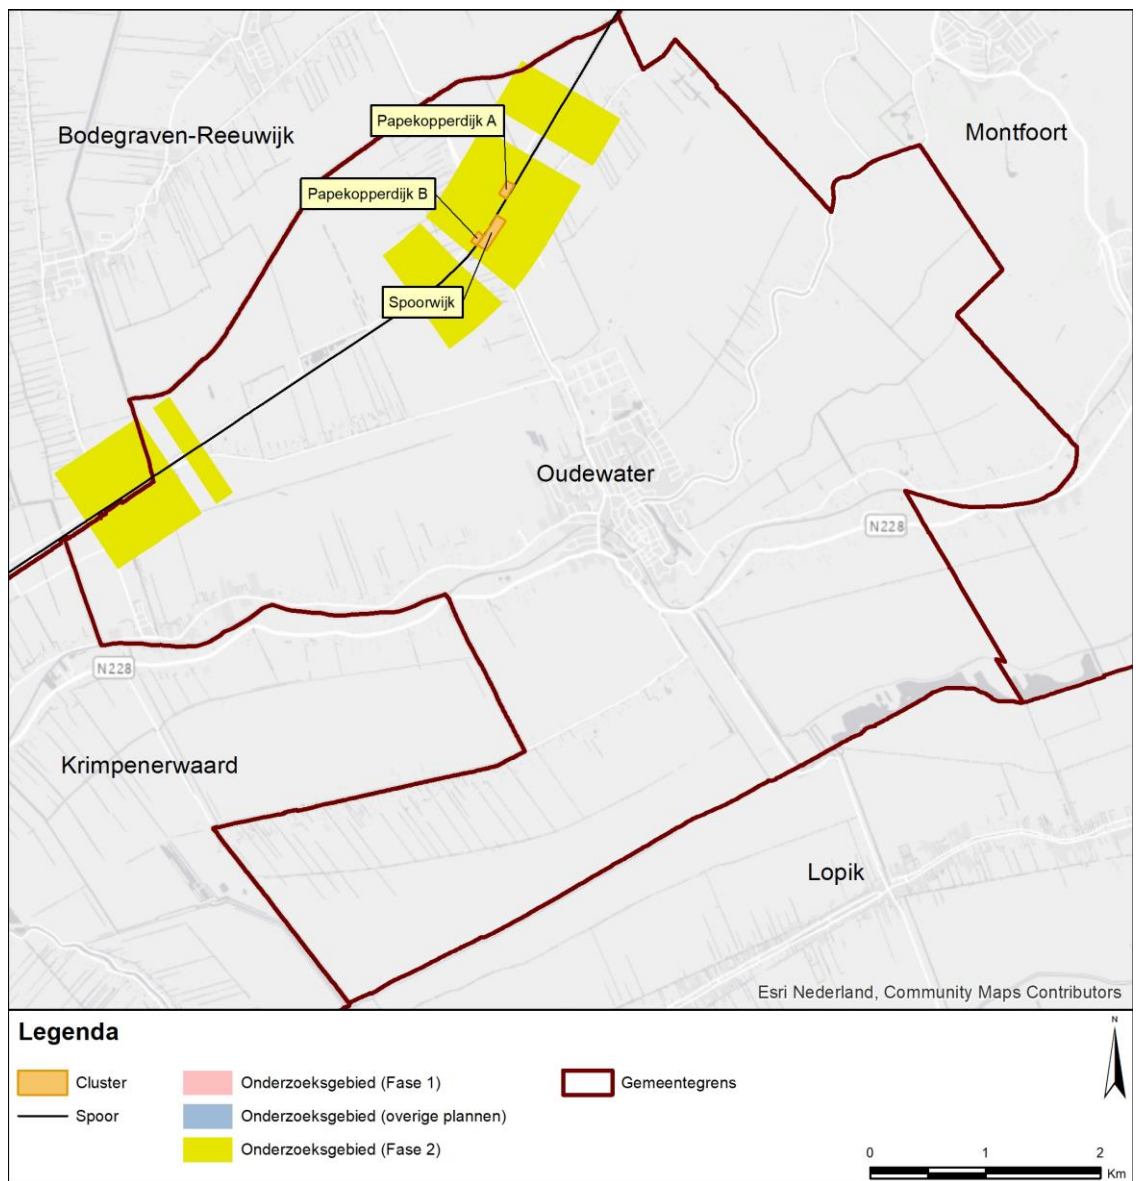 Bodegraven-Reeuwijk
Papekopperdijk A
Montfoort
Papekopperdijk B
Spoorwijk
Oudewater
N228
N228
Krimpenerwaard
Lopik
Esri Nederland, Community Maps Contributors
Legenda
Cluster
Spoor
Onderzoeksgebied (Fase 1)
Onderzoeksgebied (overige plannen)
Onderzoeksgebied (Fase 2)
Gemeentegrens
N
0 1 2
Km